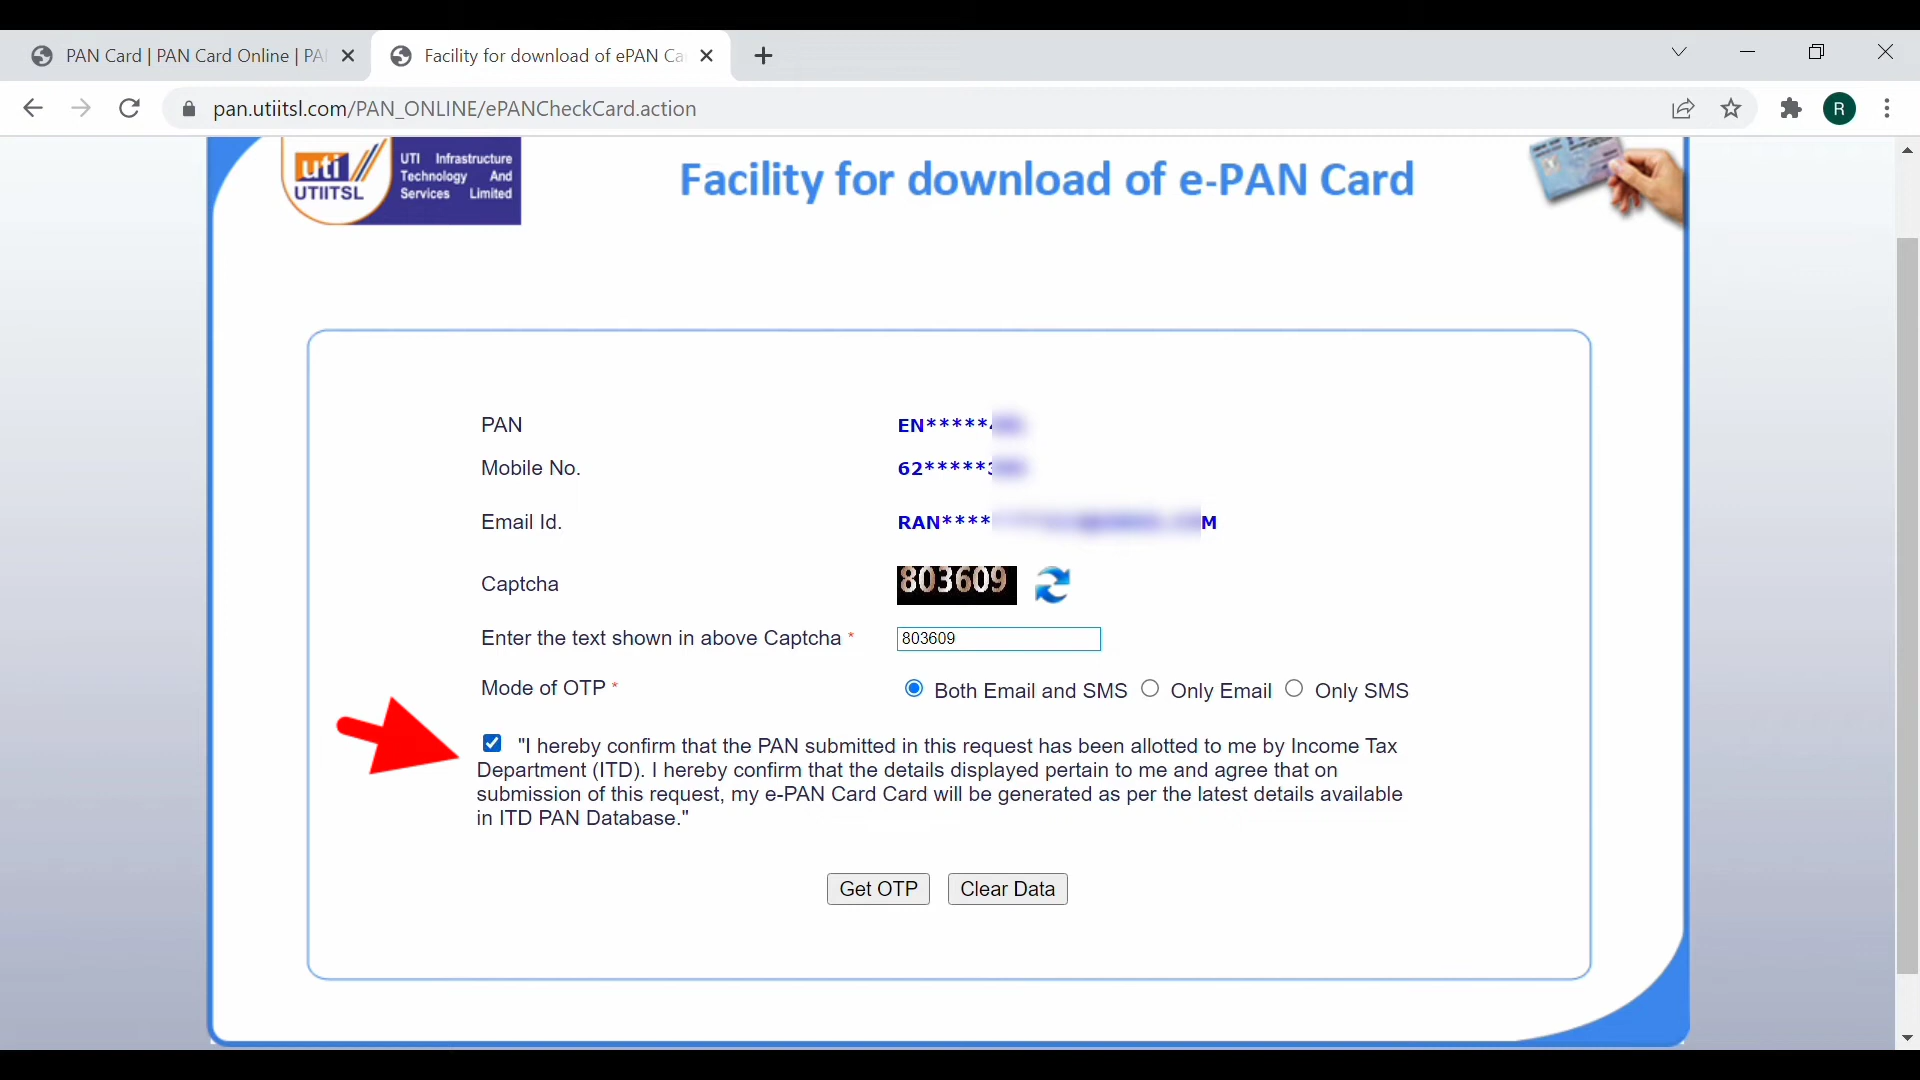 PAN Card | PAN Card Online | PA
Facility for download of ePAN Ca
pan.utiitsl.com/PAN_ONLINE/ePANCheckCard.action
R
uti
UTIITSL
UTI Infrastructure
Technology And
Services Limited
Facility for download of e-PAN Card
PAN EN*****
Mobile No. 62*****
Email Id. RAN**** M
Captcha 803609
Enter the text shown in above Captcha * 803609
Mode of OTP * Both Email and SMS Only Email Only SMS
"I hereby confirm that the PAN submitted in this request has been allotted to me by Income Tax
Department (ITD). I hereby confirm that the details displayed pertain to me and agree that on
submission of this request, my e-PAN Card Card will be generated as per the latest details available
in ITD PAN Database."
Get OTP Clear Data